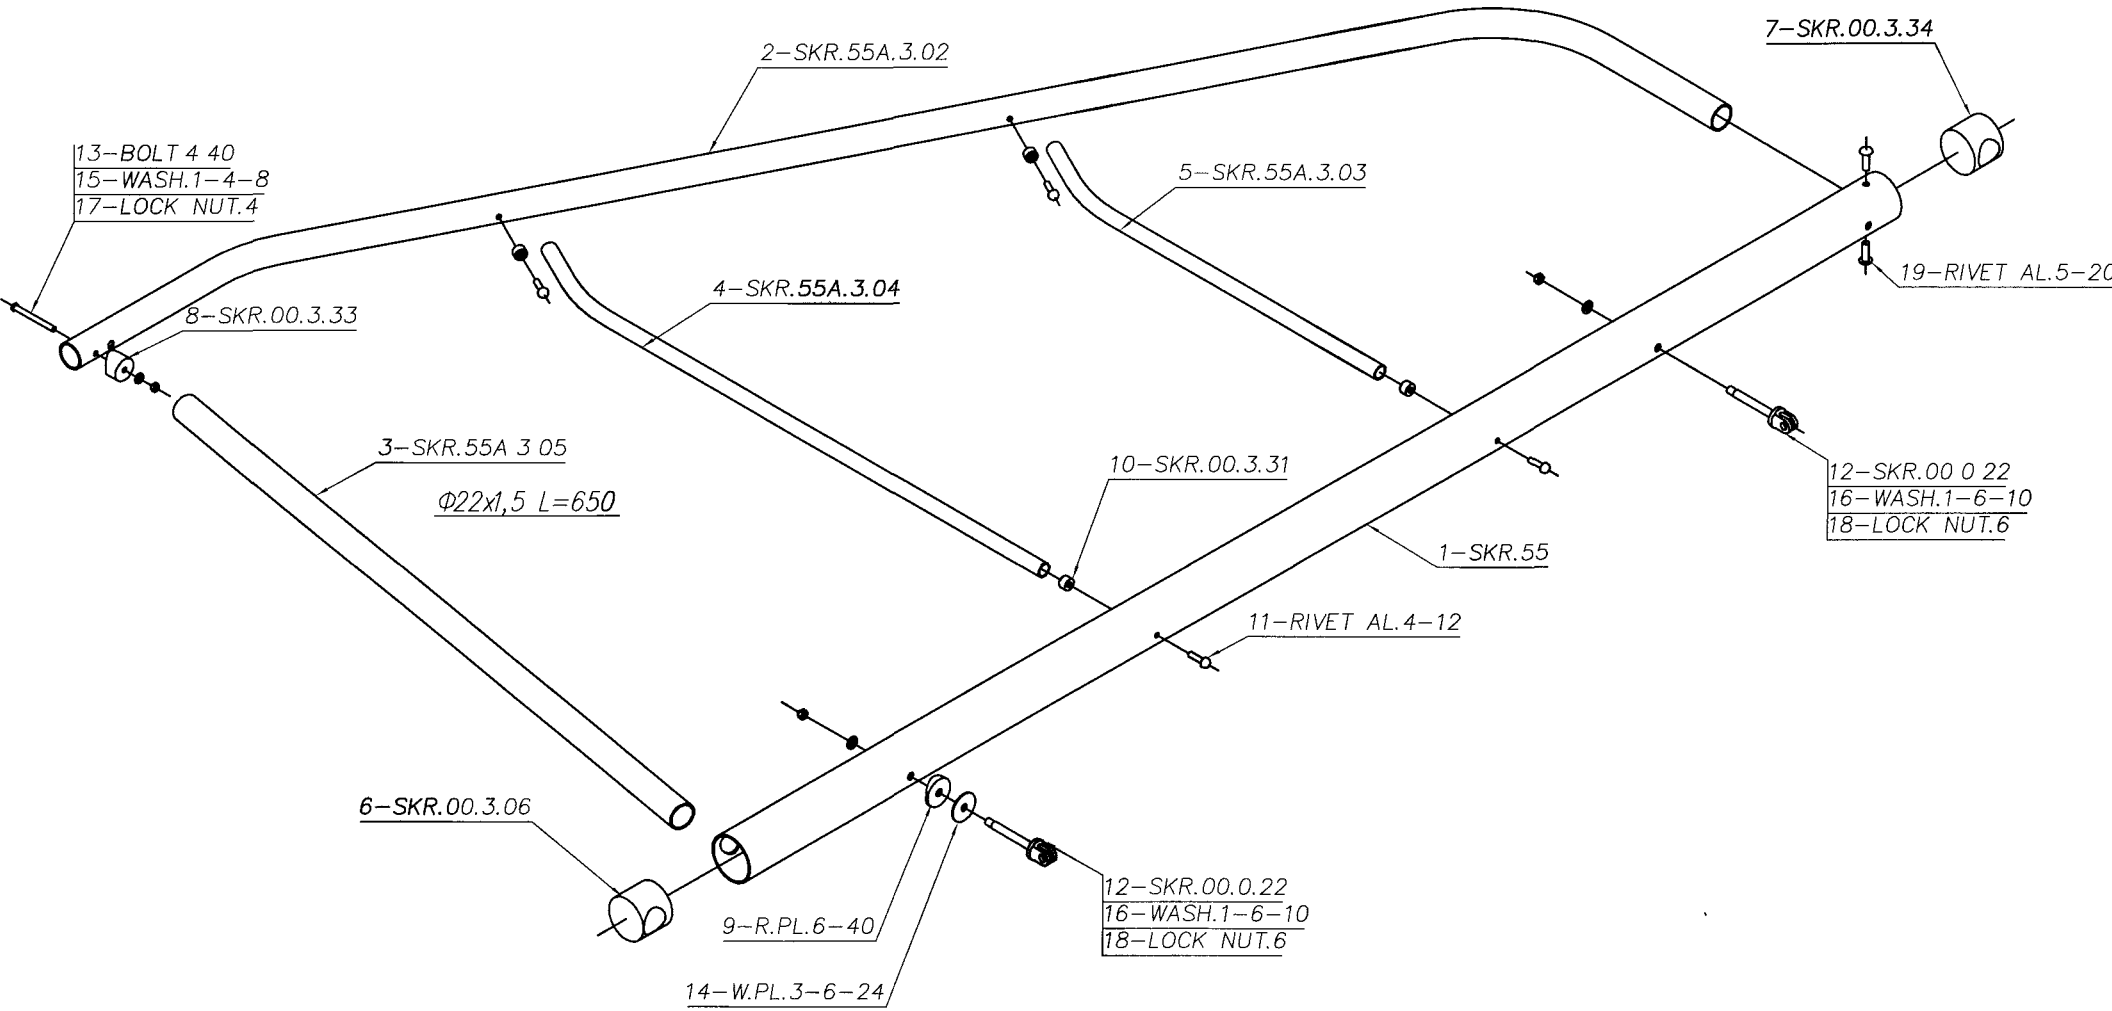 7-SKR.00.3.34
2-SKR.55A.3.02
13-BOLT 4 40
15-WASH.1-4-8
17-LOCK NUT.4
5-SKR.55A.3.03
19-RIVET AL.5-20
4-SKR.55A.3.04
8-SKR.00.3.33
3-SKR.55A 3 05
Φ22x1,5 L=650
10-SKR.00.3.31
12-SKR.00 0 22
16-WASH.1-6-10
18-LOCK NUT.6
1-SKR.55
11-RIVET AL.4-12
6-SKR.00.3.06
12-SKR.00.0.22
16-WASH.1-6-10
18-LOCK NUT.6
9-R.PL.6-40
14-W.PL.3-6-24